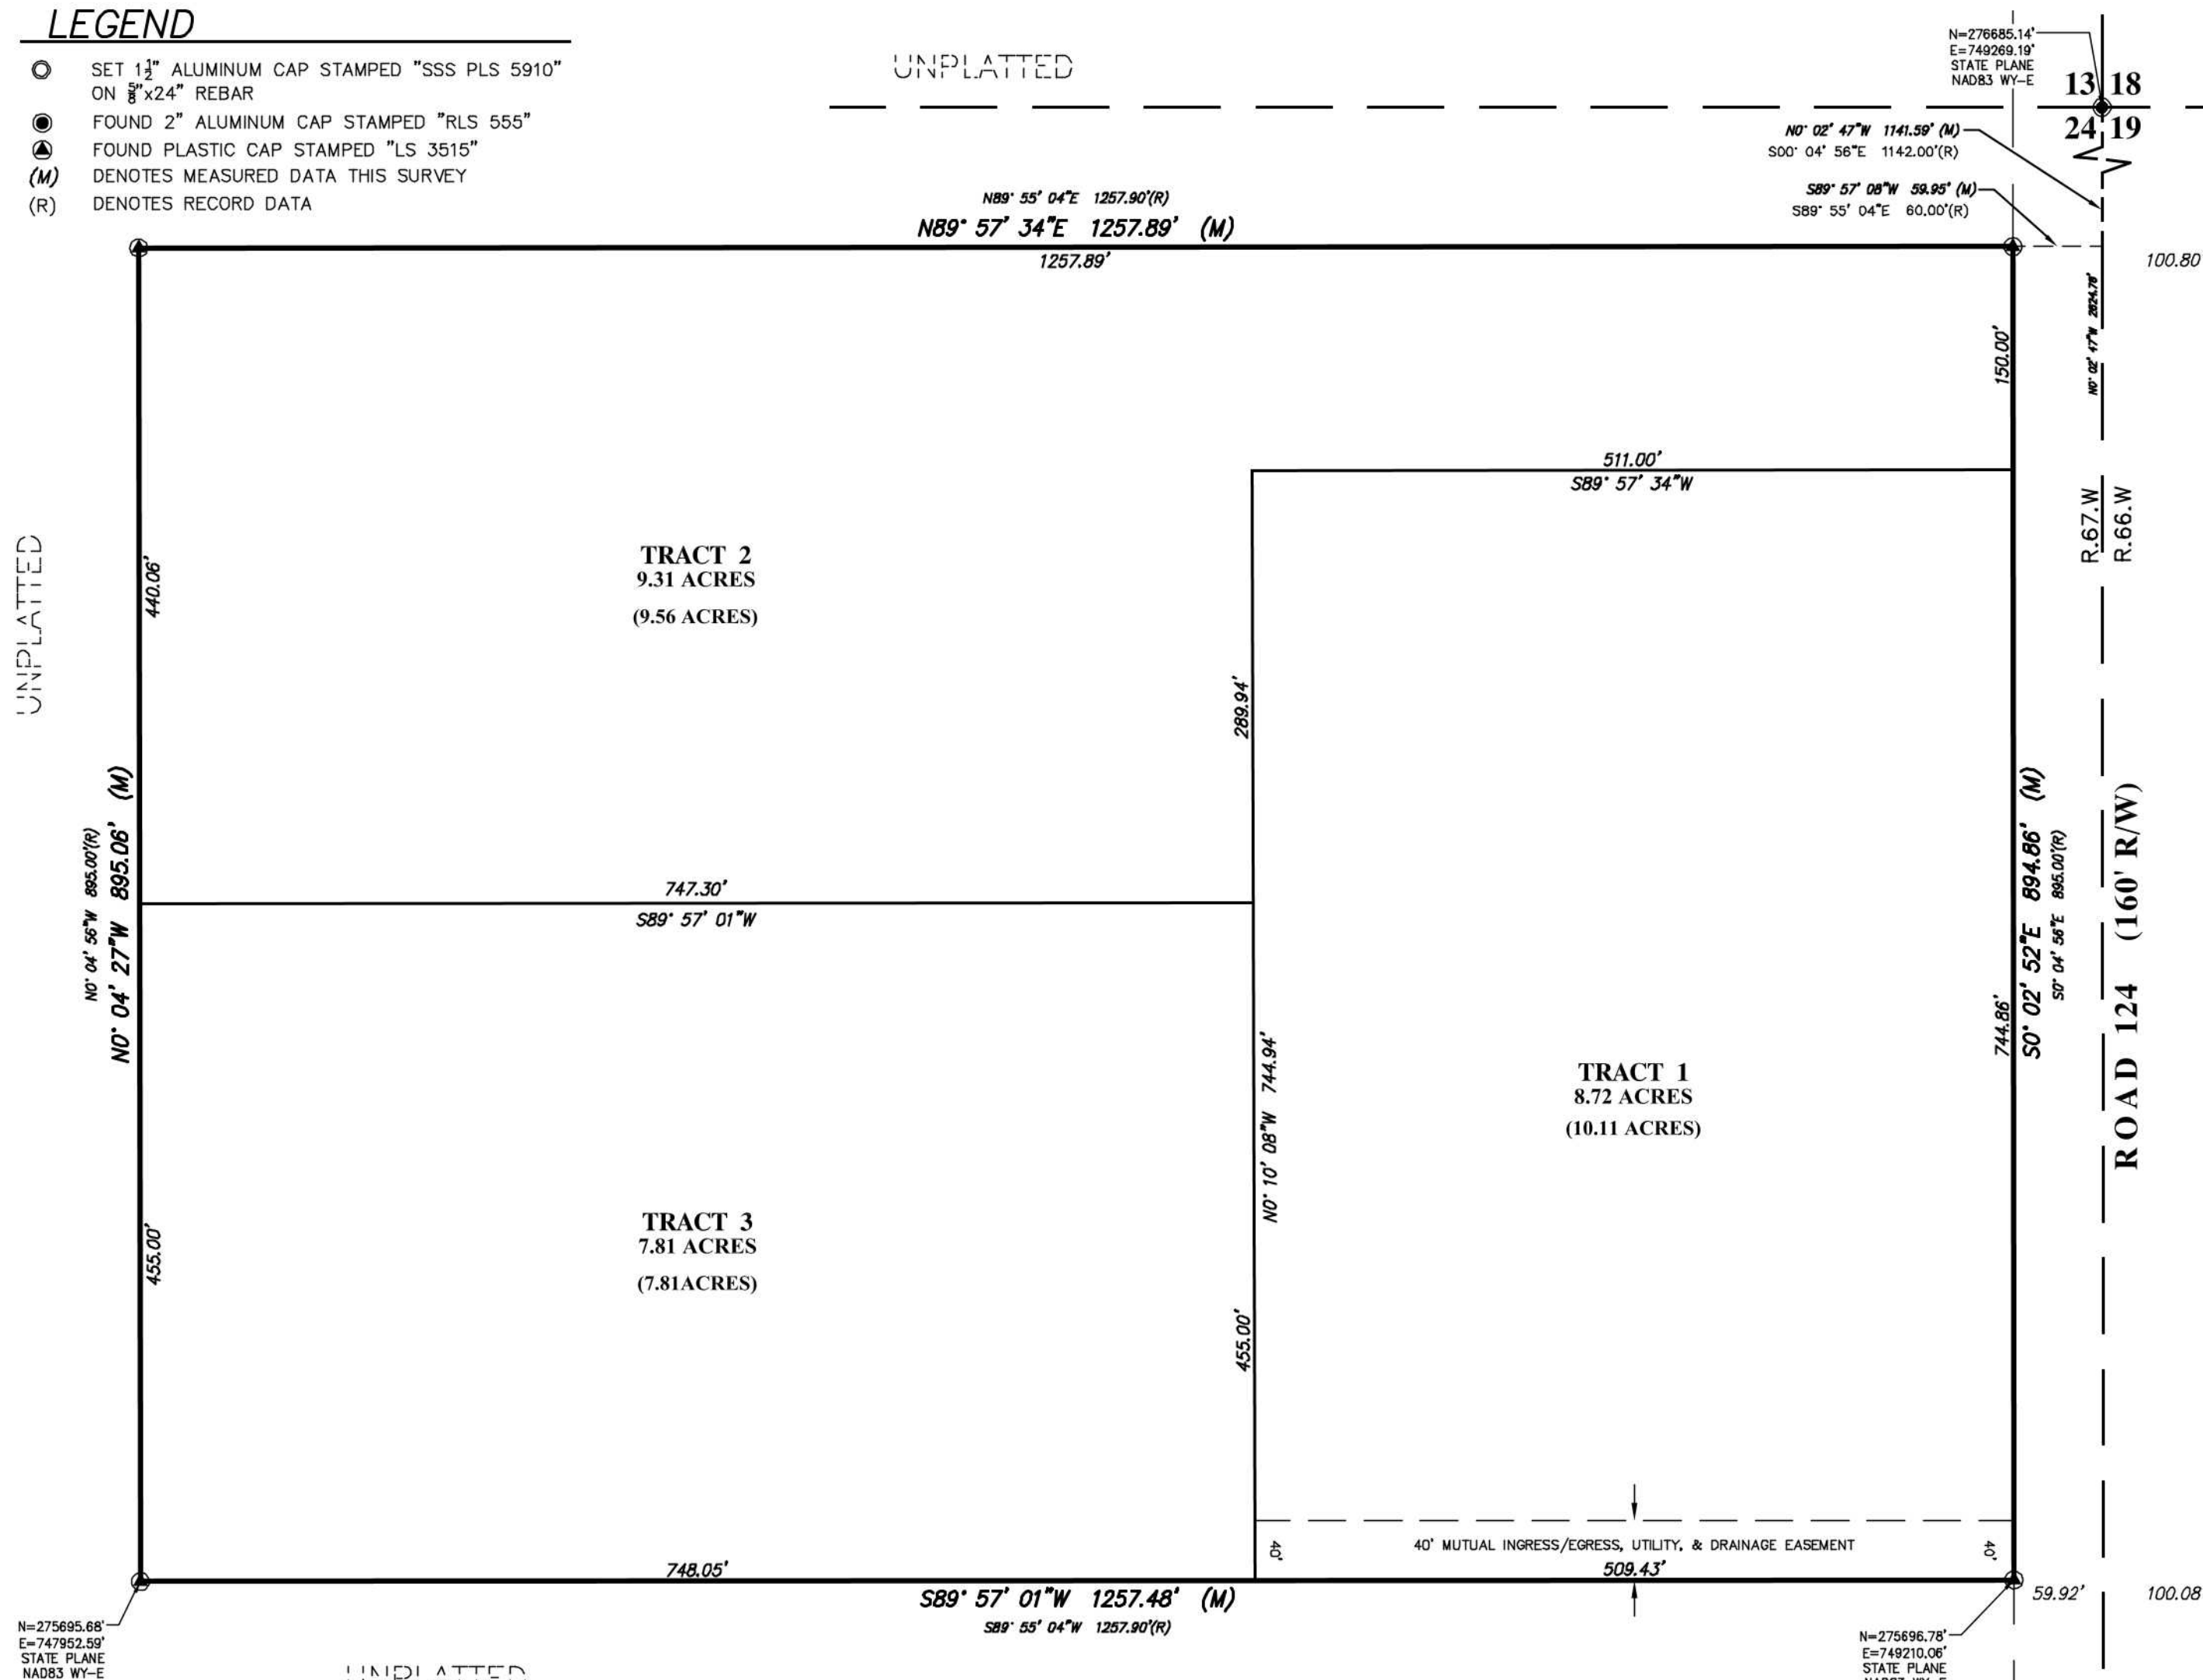 LEGEND
SET 1½" ALUMINUM CAP STAMPED "SSS PLS 5910"
ON ⅝"x24" REBAR
FOUND 2" ALUMINUM CAP STAMPED "RLS 555"
FOUND PLASTIC CAP STAMPED "LS 3515"
(M) DENOTES MEASURED DATA THIS SURVEY
(R) DENOTES RECORD DATA
UNPLATTED
N=276685.14'
E=749269.19'
STATE PLANE
NAD83 WY-E
13 18
24 19
N0° 02' 47"W 1141.59' (M)
S00° 04' 56"E 1142.00'(R)
S89° 57' 08"W 59.95' (M)
S89° 55' 04"E 60.00'(R)
N89° 55' 04"E 1257.90'(R)
N89° 57' 34"E 1257.89' (M)
1257.89'
100.80
N0° 02' 47"W 2624.78'
150.00'
511.00'
S89° 57' 34"W
R.67.W
R.66.W
UNPLATTED
440.06'
TRACT 2
9.31 ACRES
(9.56 ACRES)
289.94'
N0° 04' 56"W 895.00'(R)
N0° 04' 27"W 895.06' (M)
747.30'
S89° 57' 01"W
744.86'
S0° 02' 52"E 894.86' (M)
S0° 04' 56"E 895.00'(R)
ROAD 124 (160' R/W)
N0° 10' 08"W 744.94'
TRACT 1
8.72 ACRES
(10.11 ACRES)
455.00'
TRACT 3
7.81 ACRES
(7.81ACRES)
455.00'
40'
40' MUTUAL INGRESS/EGRESS, UTILITY, & DRAINAGE EASEMENT
40'
748.05'
509.43'
S89° 57' 01"W 1257.48' (M)
S89° 55' 04"W 1257.90'(R)
59.92'
100.08
N=275695.68'
E=747952.59'
STATE PLANE
NAD83 WY-E
UNPLATTED
N=275696.78'
E=749210.06'
STATE PLANE
NAD83 WY-E